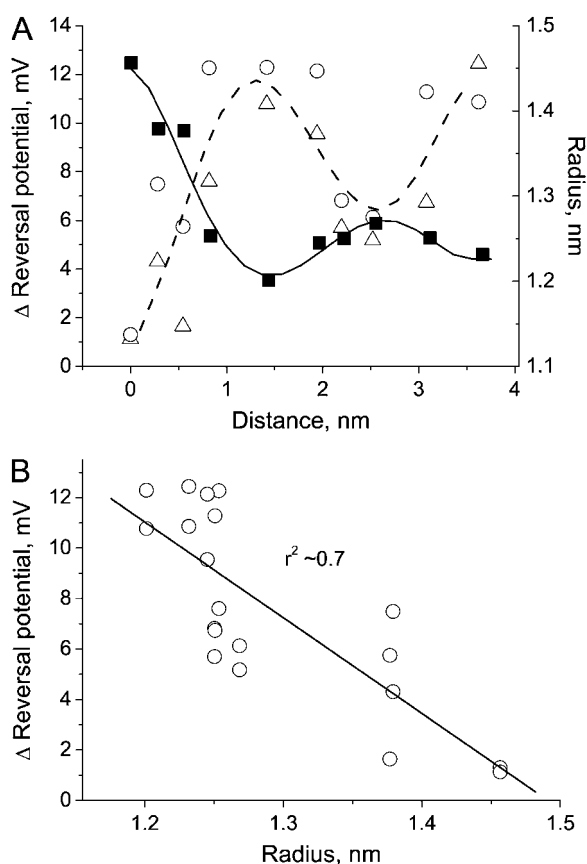 A
Δ Reversal potential, mV
14
12
10
8
6
4
2
0
1.5
1.4
1.3
1.2
1.1
Radius, nm
0 1 2 3 4
Distance, nm
B
Δ Reversal potential, mV
12
10
8
6
4
2
0
r² ~0.7
1.2 1.3 1.4 1.5
Radius, nm